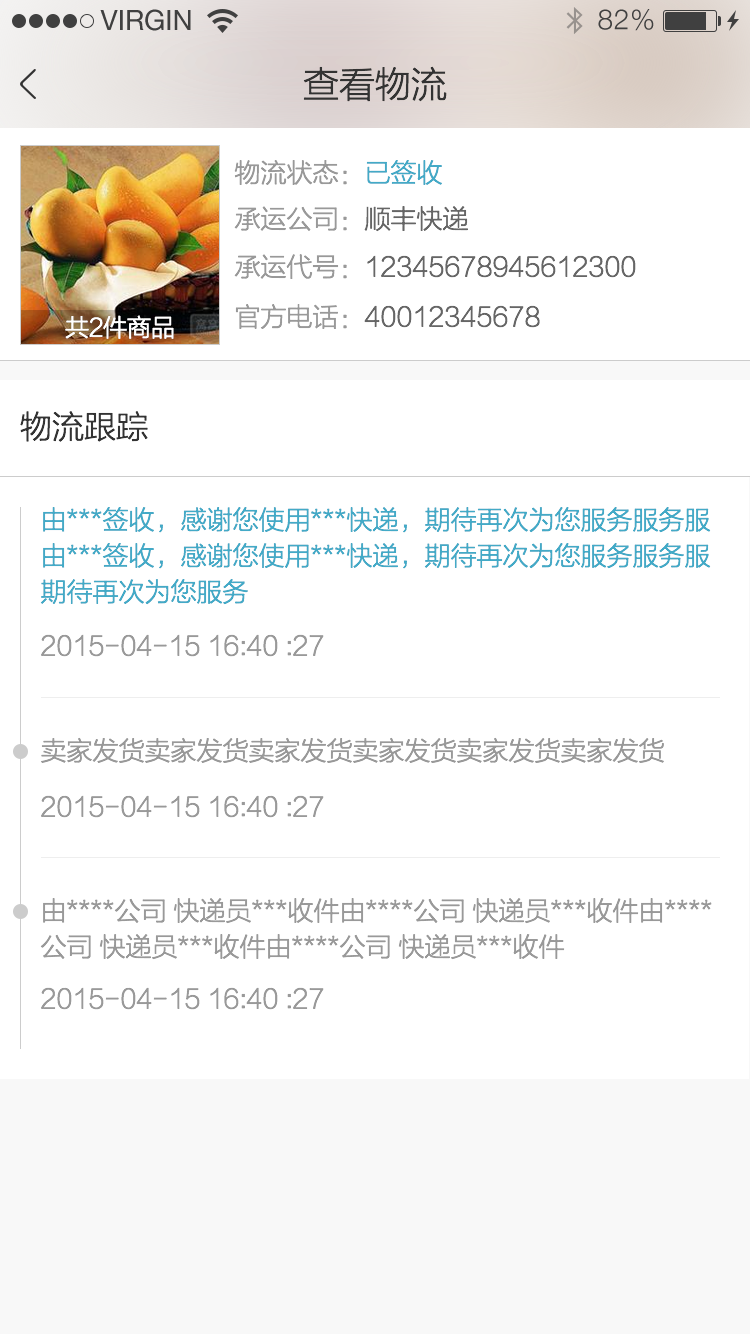 VIRGIN 82%
查看物流
物流状态：已签收
承运公司：顺丰快递
承运代号：12345678945612300
官方电话：40012345678
共2件商品
物流跟踪
由***签收，感谢您使用***快递，期待再次为您服务服务服
由***签收，感谢您使用***快递，期待再次为您服务服务服
期待再次为您服务
2015-04-15 16:40 :27
卖家发货卖家发货卖家发货卖家发货卖家发货卖家发货
2015-04-15 16:40 :27
由****公司 快递员***收件由****公司 快递员***收件由****
公司 快递员***收件由****公司 快递员***收件
2015-04-15 16:40 :27